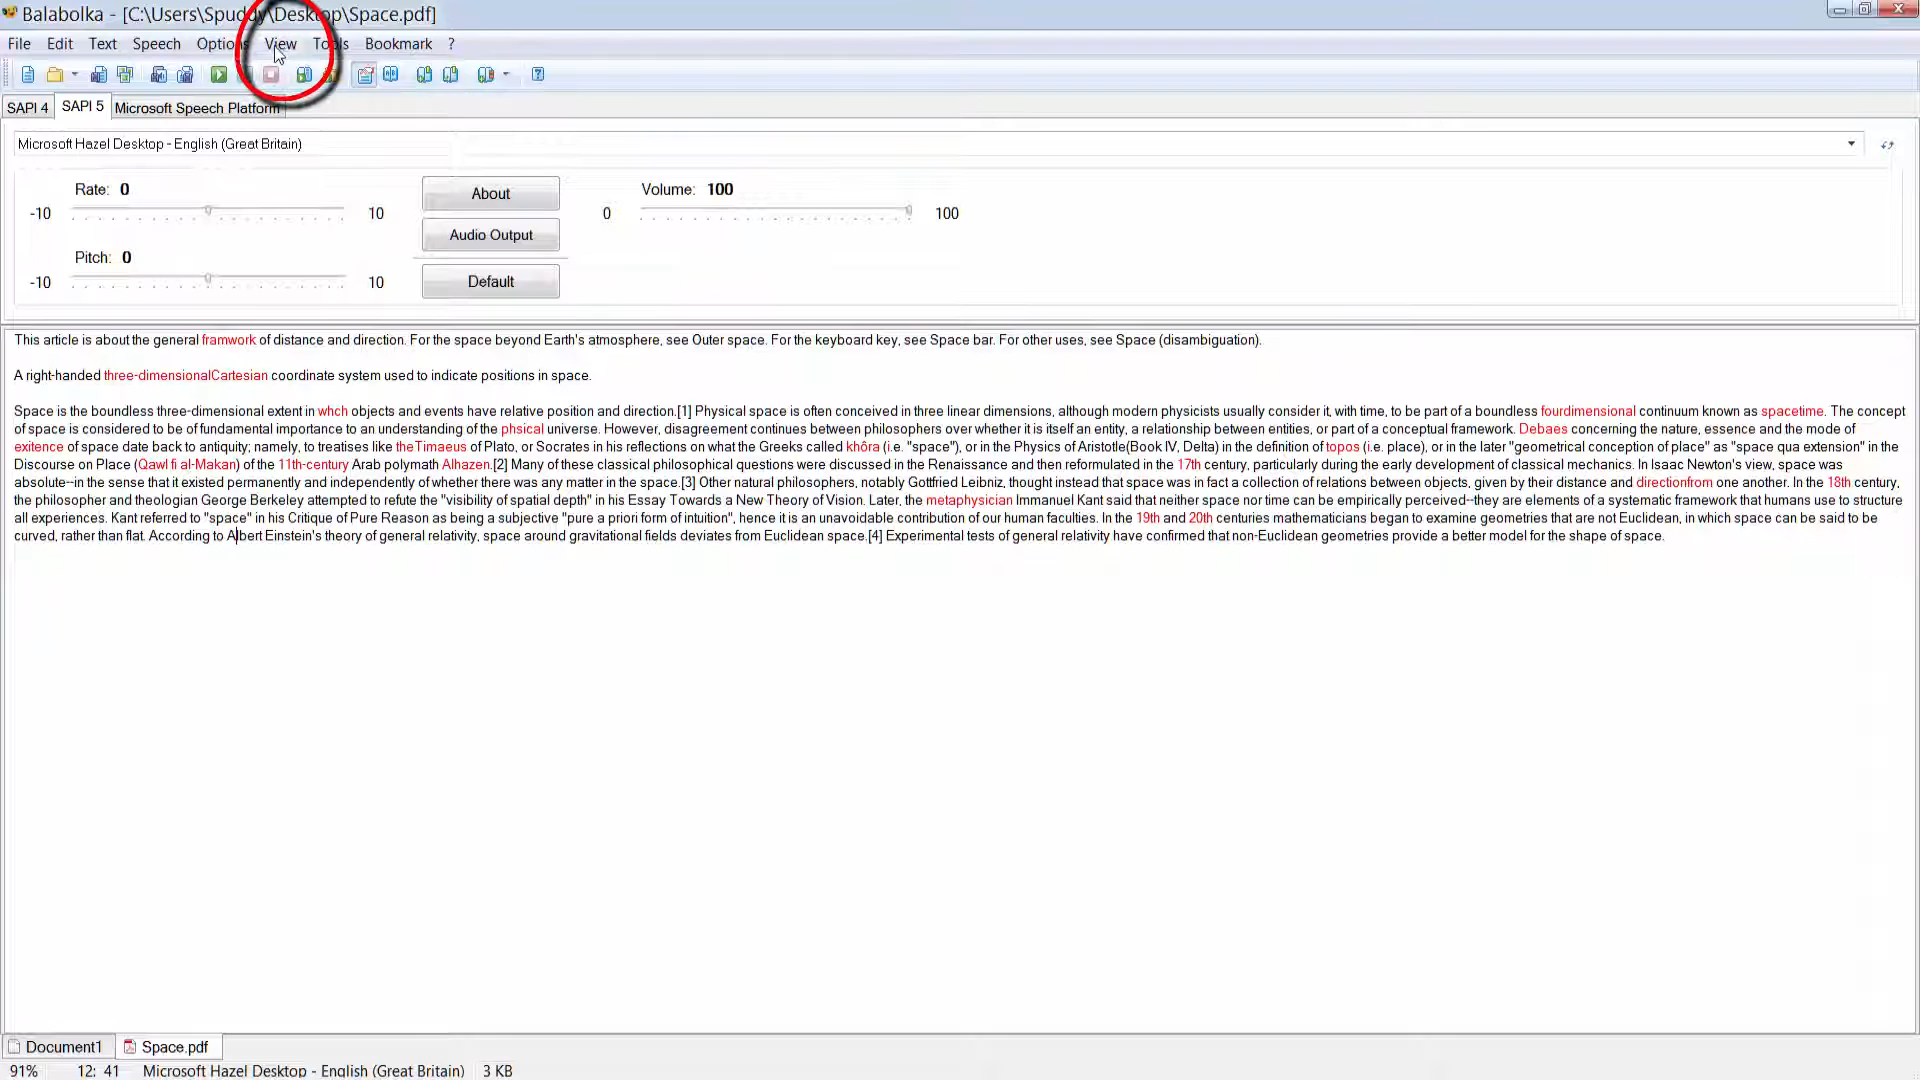 Balabolka - [C:\Users\Spuddy\Desktop\Space.pdf]
File Edit Text Speech Options View Tools Bookmark ?
SAPI 4 SAPI 5 Microsoft Speech Platform
Microsoft Hazel Desktop - English (Great Britain)
Rate: 0 About Volume: 100
-10 10 0 100
Audio Output
Pitch: 0
-10 10 Default
This article is about the general framwork of distance and direction. For the space beyond Earth's atmosphere, see Outer space. For the keyboard key, see Space bar. For other uses, see Space (disambiguation).
A right-handed three-dimensionalCartesian coordinate system used to indicate positions in space.
Space is the boundless three-dimensional extent in whch objects and events have relative position and direction.[1] Physical space is often conceived in three linear dimensions, although modern physicists usually consider it, with time, to be part of a boundless fourdimensional continuum known as spacetime. The concept
of space is considered to be of fundamental importance to an understanding of the phsical universe. However, disagreement continues between philosophers over whether it is itself an entity, a relationship between entities, or part of a conceptual framework. Debaes concerning the nature, essence and the mode of
exitence of space date back to antiquity; namely, to treatises like theTimaeus of Plato, or Socrates in his reflections on what the Greeks called khôra (i.e. "space"), or in the Physics of Aristotle(Book IV, Delta) in the definition of topos (i.e. place), or in the later "geometrical conception of place" as "space qua extension" in the
Discourse on Place (Qawl fi al-Makan) of the 11th-century Arab polymath Alhazen.[2] Many of these classical philosophical questions were discussed in the Renaissance and then reformulated in the 17th century, particularly during the early development of classical mechanics. In Isaac Newton's view, space was
absolute--in the sense that it existed permanently and independently of whether there was any matter in the space.[3] Other natural philosophers, notably Gottfried Leibniz, thought instead that space was in fact a collection of relations between objects, given by their distance and directionfrom one another. In the 18th century,
the philosopher and theologian George Berkeley attempted to refute the "visibility of spatial depth" in his Essay Towards a New Theory of Vision. Later, the metaphysician Immanuel Kant said that neither space nor time can be empirically perceived--they are elements of a systematic framework that humans use to structure
all experiences. Kant referred to "space" in his Critique of Pure Reason as being a subjective "pure a priori form of intuition", hence it is an unavoidable contribution of our human faculties. In the 19th and 20th centuries mathematicians began to examine geometries that are not Euclidean, in which space can be said to be
curved, rather than flat. According to Albert Einstein's theory of general relativity, space around gravitational fields deviates from Euclidean space.[4] Experimental tests of general relativity have confirmed that non-Euclidean geometries provide a better model for the shape of space.
Document1 Space.pdf
91% 12: 41 Microsoft Hazel Desktop - English (Great Britain) 3 KB